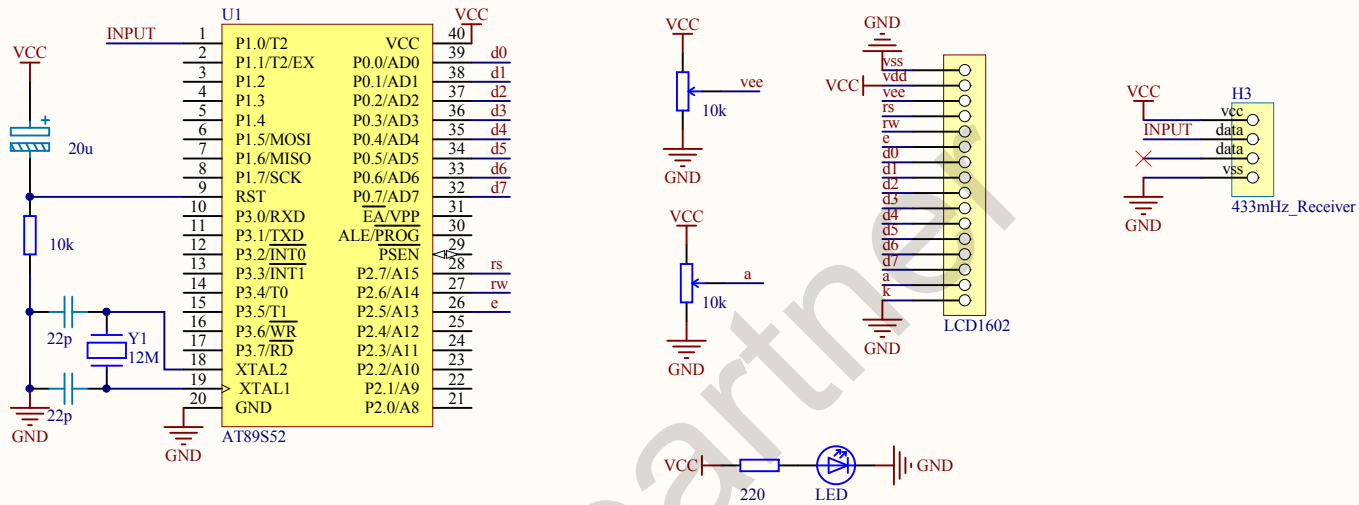 U1
VCC
INPUT
1 P1.0/T2 VCC 40
2 P1.1/T2/EX P0.0/AD0 39 d0
3 P1.2 P0.1/AD1 38 d1
4 P1.3 P0.2/AD2 37 d2
5 P1.4 P0.3/AD3 36 d3
6 P1.5/MOSI P0.4/AD4 35 d4
7 P1.6/MISO P0.5/AD5 34 d5
8 P1.7/SCK P0.6/AD6 33 d6
9 RST P0.7/AD7 32 d7
10 P3.0/RXD EA/VPP 31
11 P3.1/TXD ALE/PROG 30
12 P3.2/INT0 PSEN 29
13 P3.3/INT1 P2.7/A15 28 rs
14 P3.4/T0 P2.6/A14 27 rw
15 P3.5/T1 P2.5/A13 26 e
16 P3.6/WR P2.4/A12 25
17 P3.7/RD P2.3/A11 24
18 XTAL2 P2.2/A10 23
19 XTAL1 P2.1/A9 22
20 GND P2.0/A8 21
AT89S52
GND
VCC
+
20u
10k
22p
Y1
12M
22p
GND
VCC
vee
10k
GND
VCC
a
10k
GND
GND
vss
VCC
vdd
vee
rs
rw
e
d0
d1
d2
d3
d4
d5
d6
d7
a
k
LCD1602
GND
H3
VCC
vcc
INPUT
data
data
vss
GND
433mHz_Receiver
VCC
220
LED
GND